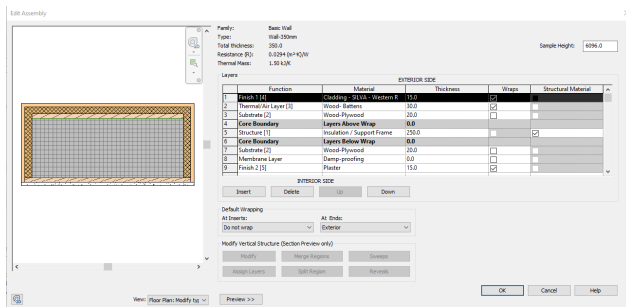 Edit Assembly
Family: Basic Wall
Type: Wall-350mm
Total thickness: 350.0 Sample Height: 6096.0
Resistance (R): 0.0294 (m²·K)/W
Thermal Mass: 1.50 kJ/K
Layers
EXTERIOR SIDE
Function Material Thickness Wraps Structural Material
1 Finish 1 [4] Cladding - SILVA - Western R 15.0
2 Thermal/Air Layer [3] Wood- Battens 30.0
3 Substrate [2] Wood-Plywood 20.0
4 Core Boundary Layers Above Wrap 0.0
5 Structure [1] Insulation / Support Frame 250.0
6 Core Boundary Layers Below Wrap 0.0
7 Substrate [2] Wood-Plywood 20.0
8 Membrane Layer Damp-proofing 0.0
9 Finish 2 [5] Plaster 15.0
INTERIOR SIDE
Insert Delete Up Down
Default Wrapping
At Inserts: At Ends:
Do not wrap Exterior
Modify Vertical Structure (Section Preview only)
Modify Merge Regions Sweeps
Assign Layers Split Region Reveals
OK Cancel Help
View: Floor Plan: Modify typ Preview >>